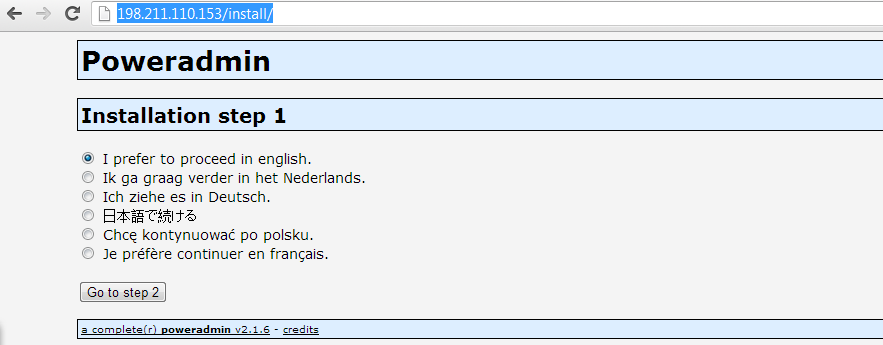 198.211.110.153/install/
Poweradmin
Installation step 1
I prefer to proceed in english.
Ik ga graag verder in het Nederlands.
Ich ziehe es in Deutsch.
日本語で続ける
Chcę kontynuować po polsku.
Je préfère continuer en français.
Go to step 2
a complete(r) poweradmin v2.1.6 - credits